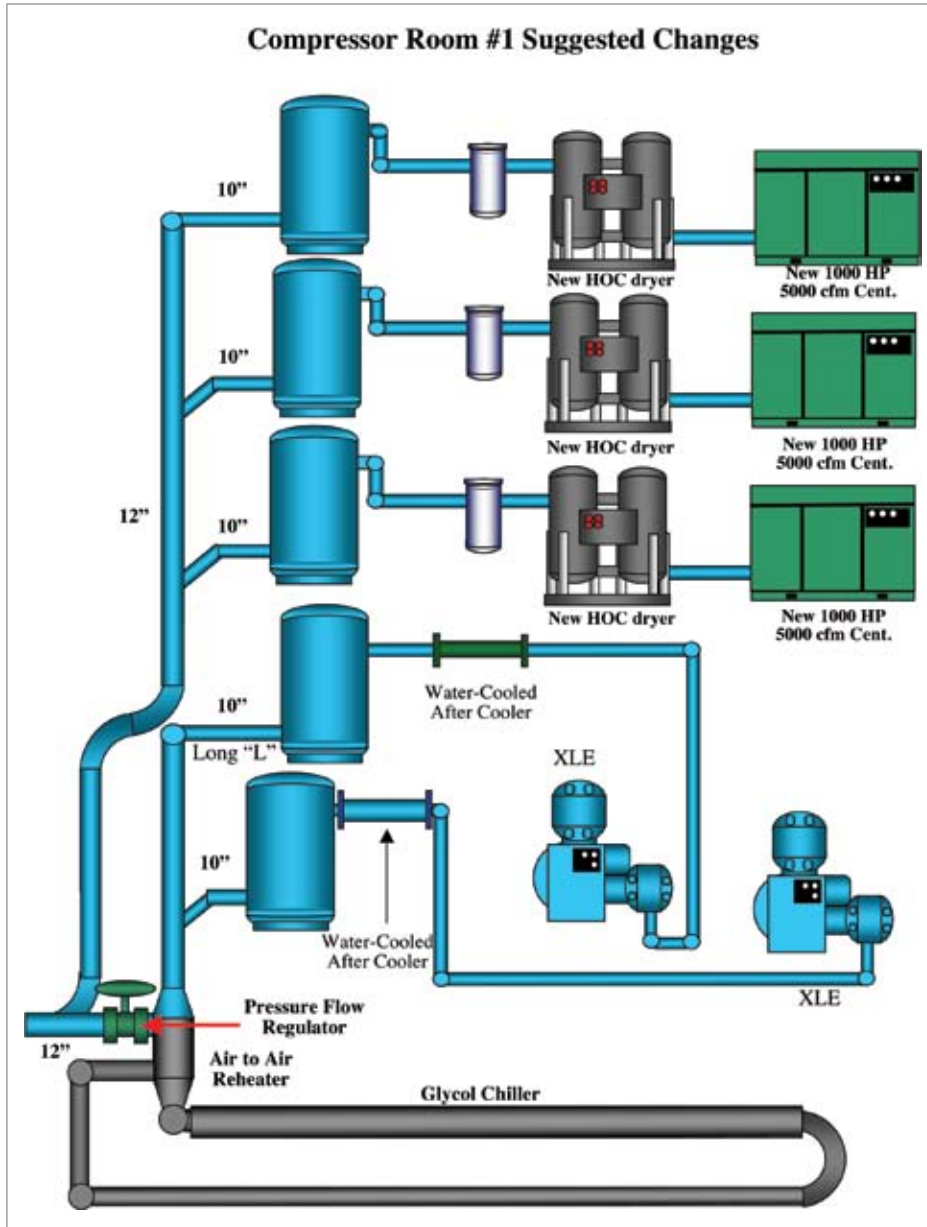 Compressor Room #1 Suggested Changes
10”
New HOC dryer
New 1000 HP
5000 cfm Cent.
10”
New HOC dryer
New 1000 HP
5000 cfm Cent.
12”
10”
New HOC dryer
New 1000 HP
5000 cfm Cent.
10”
Long “L”
Water-Cooled
After Cooler
XLE
10”
Water-Cooled
After Cooler
XLE
Pressure Flow
Regulator
12”
Air to Air
Reheater
Glycol Chiller